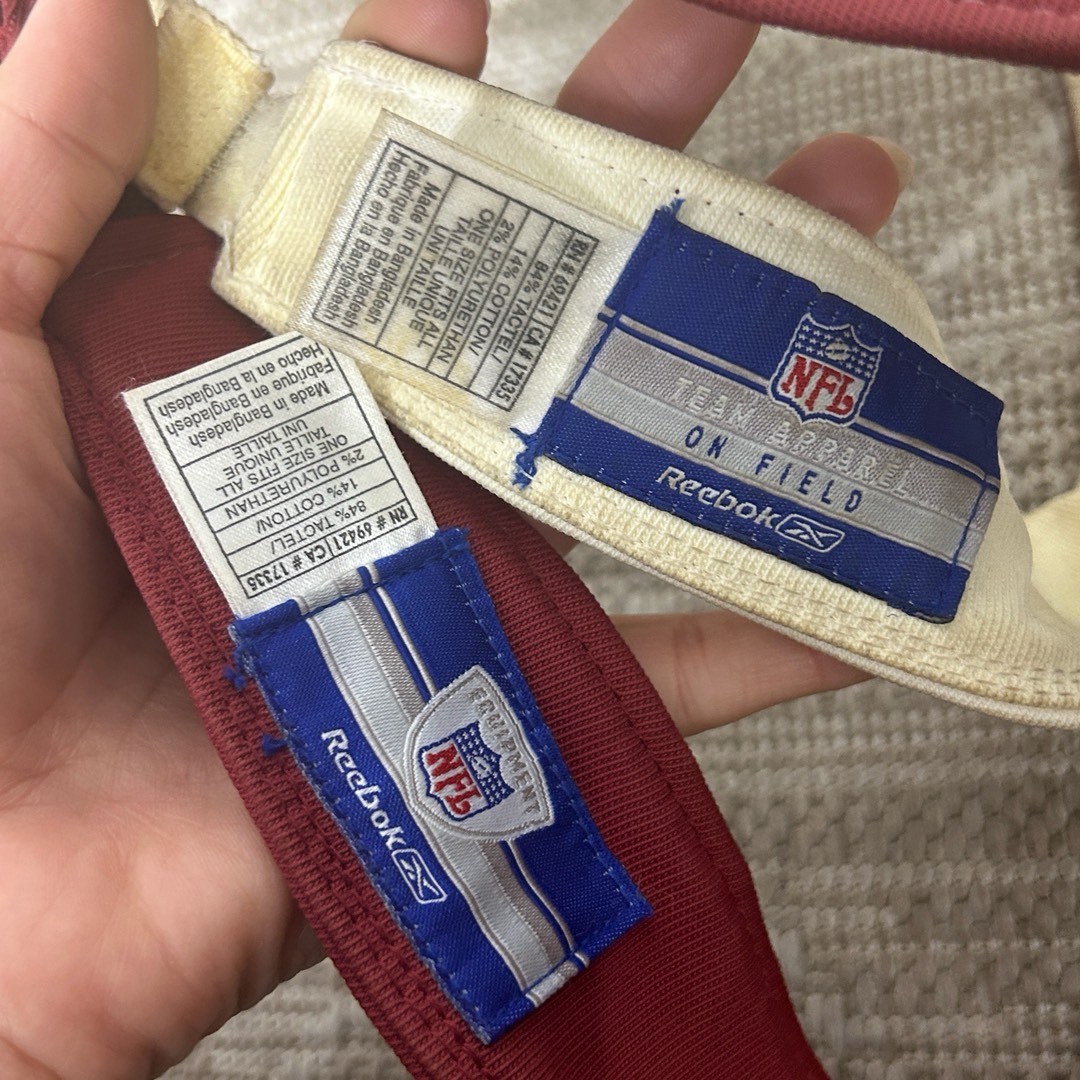 RN # 69421 CA # 17335
84% TACTEL/
14% COTTON/
2% POLYURETHAN
ONE SIZE FITS ALL
TAILLE UNIQUE
UNI TAILLE
Made in Bangladesh
Fabrique en Bangladesh
Hecho en la Bangladesh
NFL
TEAM APPAREL
ON FIELD
Reebok
RN # 69421 CA # 17335
84% TACTEL/
14% COTTON/
2% POLYURETHAN
ONE SIZE FITS ALL
TAILLE UNIQUE
UNI TAILLE
Made in Bangladesh
Fabrique en Bangladesh
Hecho en la Bangladesh
EQUIPMENT
NFL
Reebok